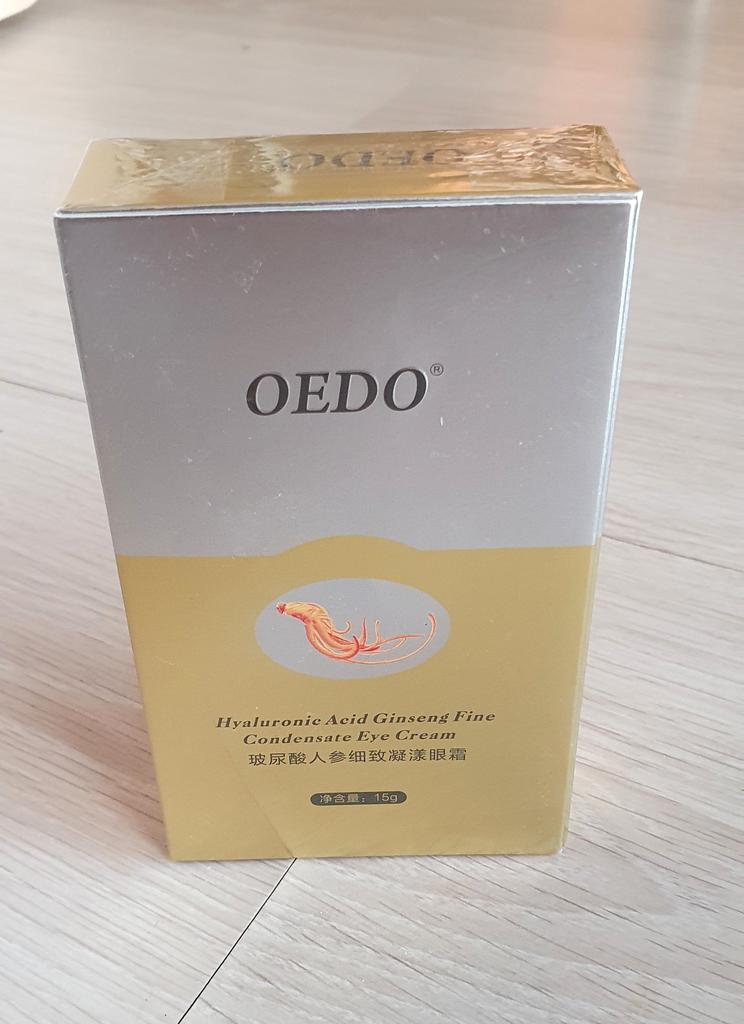 OEDO
OEDO®
Hyaluronic Acid Ginseng Fine
Condensate Eye Cream
玻尿酸人参细致凝漾眼霜
净含量：15g